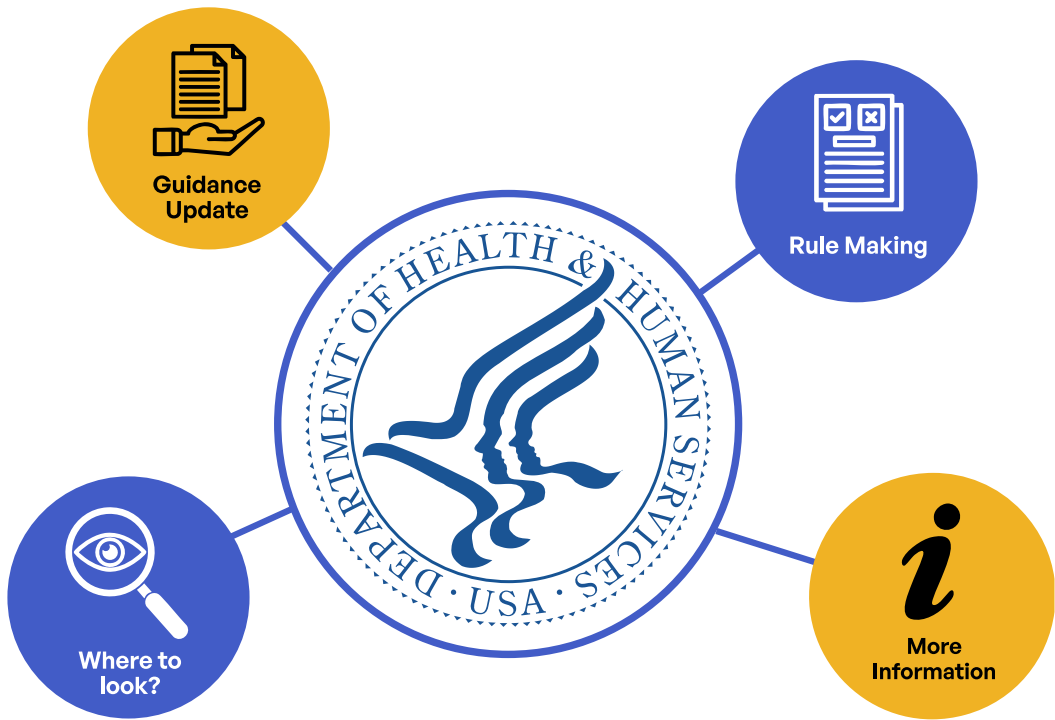 Guidance
Update
Rule Making
DEPARTMENT OF HEALTH & HUMAN SERVICES · USA ·
Where to
look?
More
Information